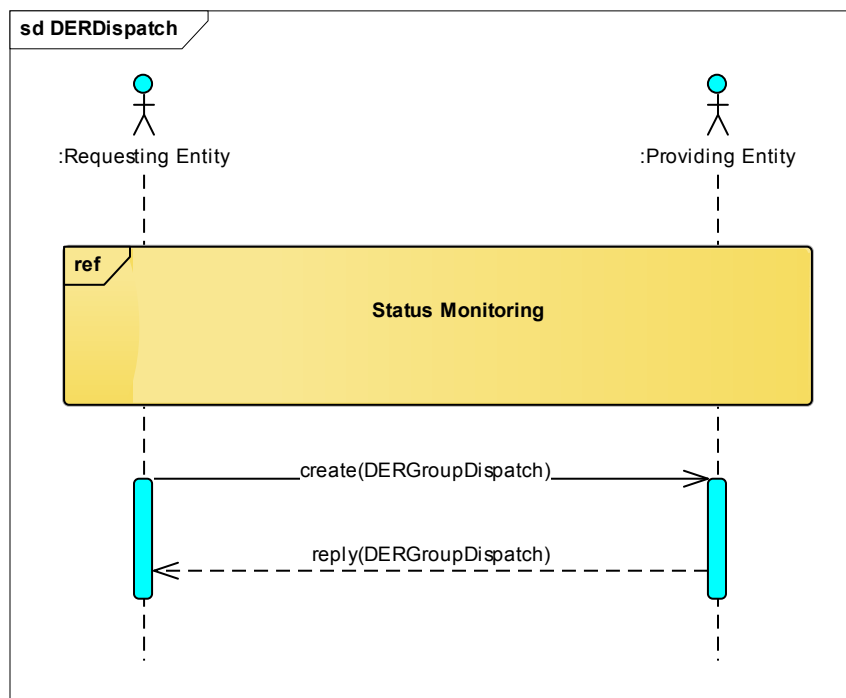 sd DERDispatch
:Requesting Entity
:Providing Entity
ref
Status Monitoring
create(DERGroupDispatch)
reply(DERGroupDispatch)